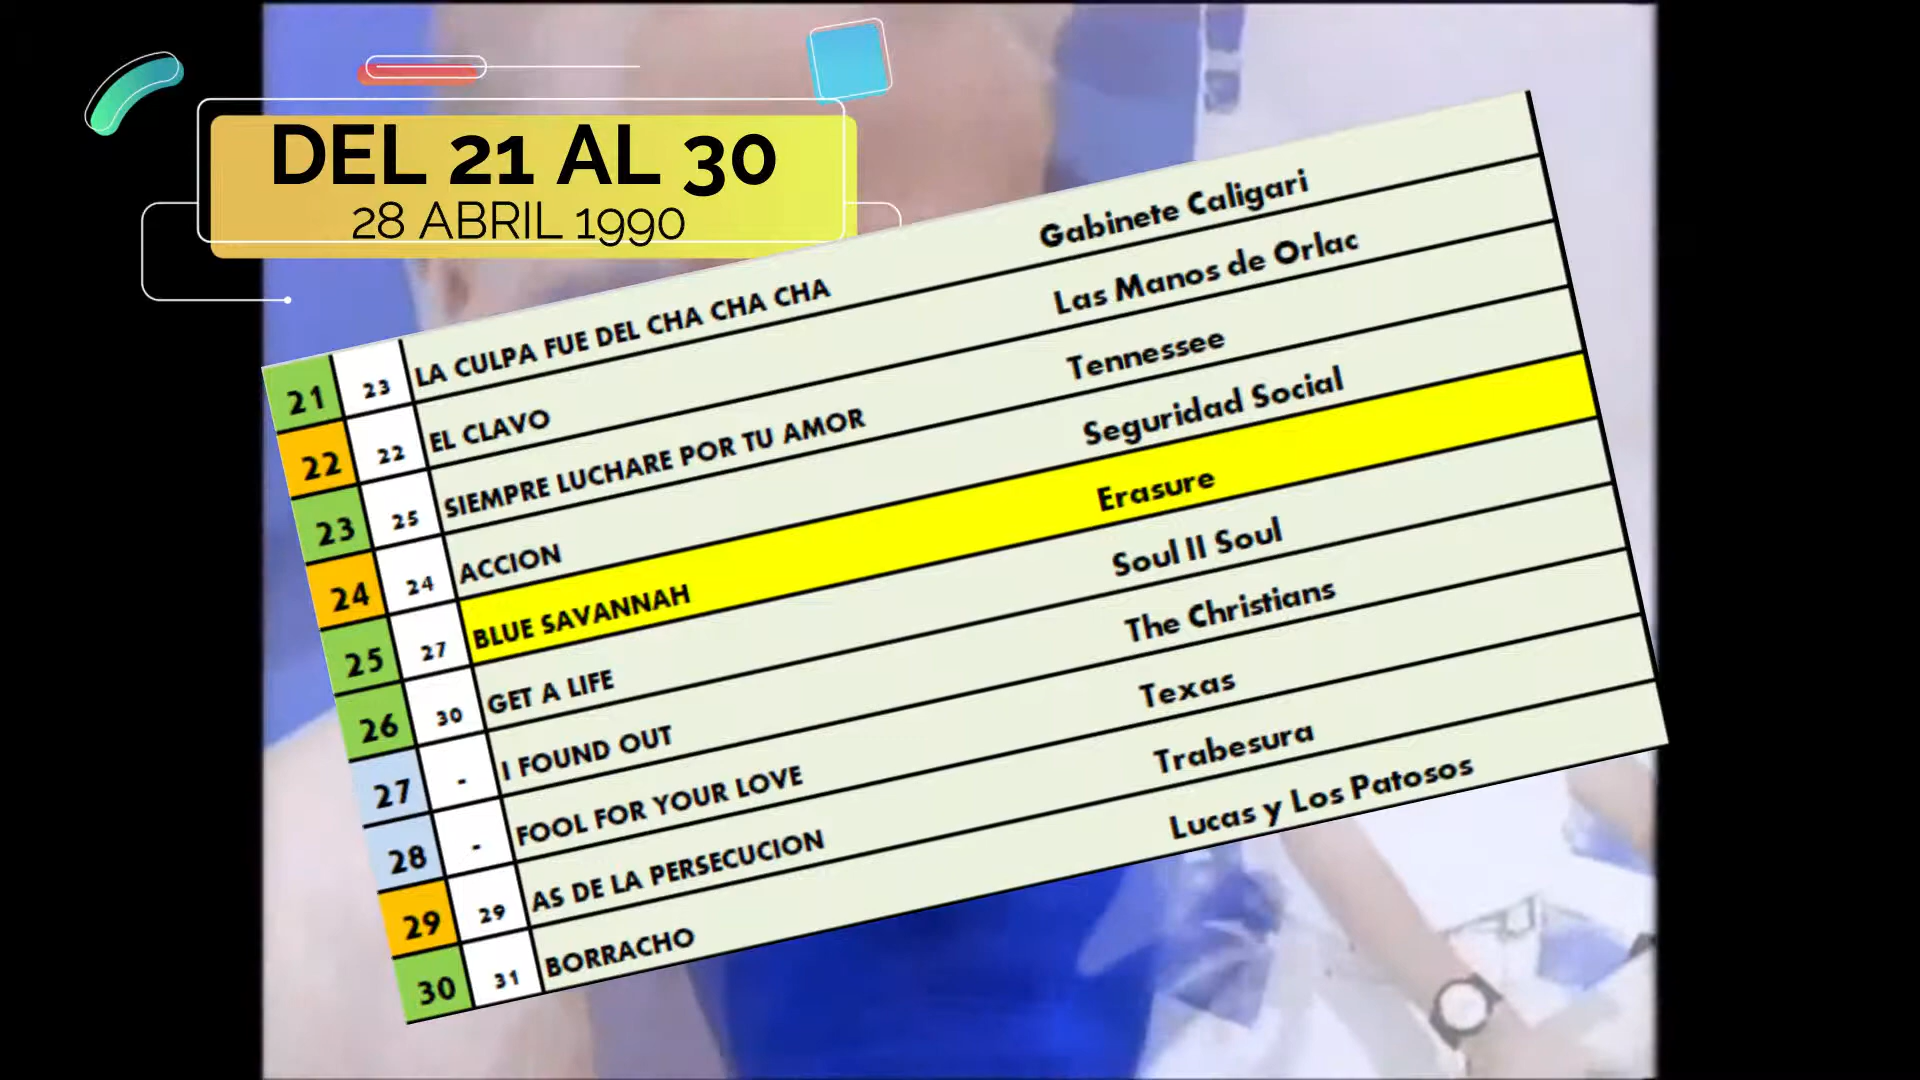 DEL 21 AL 30
28 ABRIL 1990
21 23 LA CULPA FUE DEL CHA CHA CHA Gabinete Caligari
22 22 EL CLAVO Las Manos de Orlac
23 25 SIEMPRE LUCHARE POR TU AMOR Tennessee
24 24 ACCION Seguridad Social
25 27 BLUE SAVANNAH Erasure
26 30 GET A LIFE Soul II Soul
27 - I FOUND OUT The Christians
28 - FOOL FOR YOUR LOVE Texas
29 29 AS DE LA PERSECUCION Trabesura
30 31 BORRACHO Lucas y Los Patosos